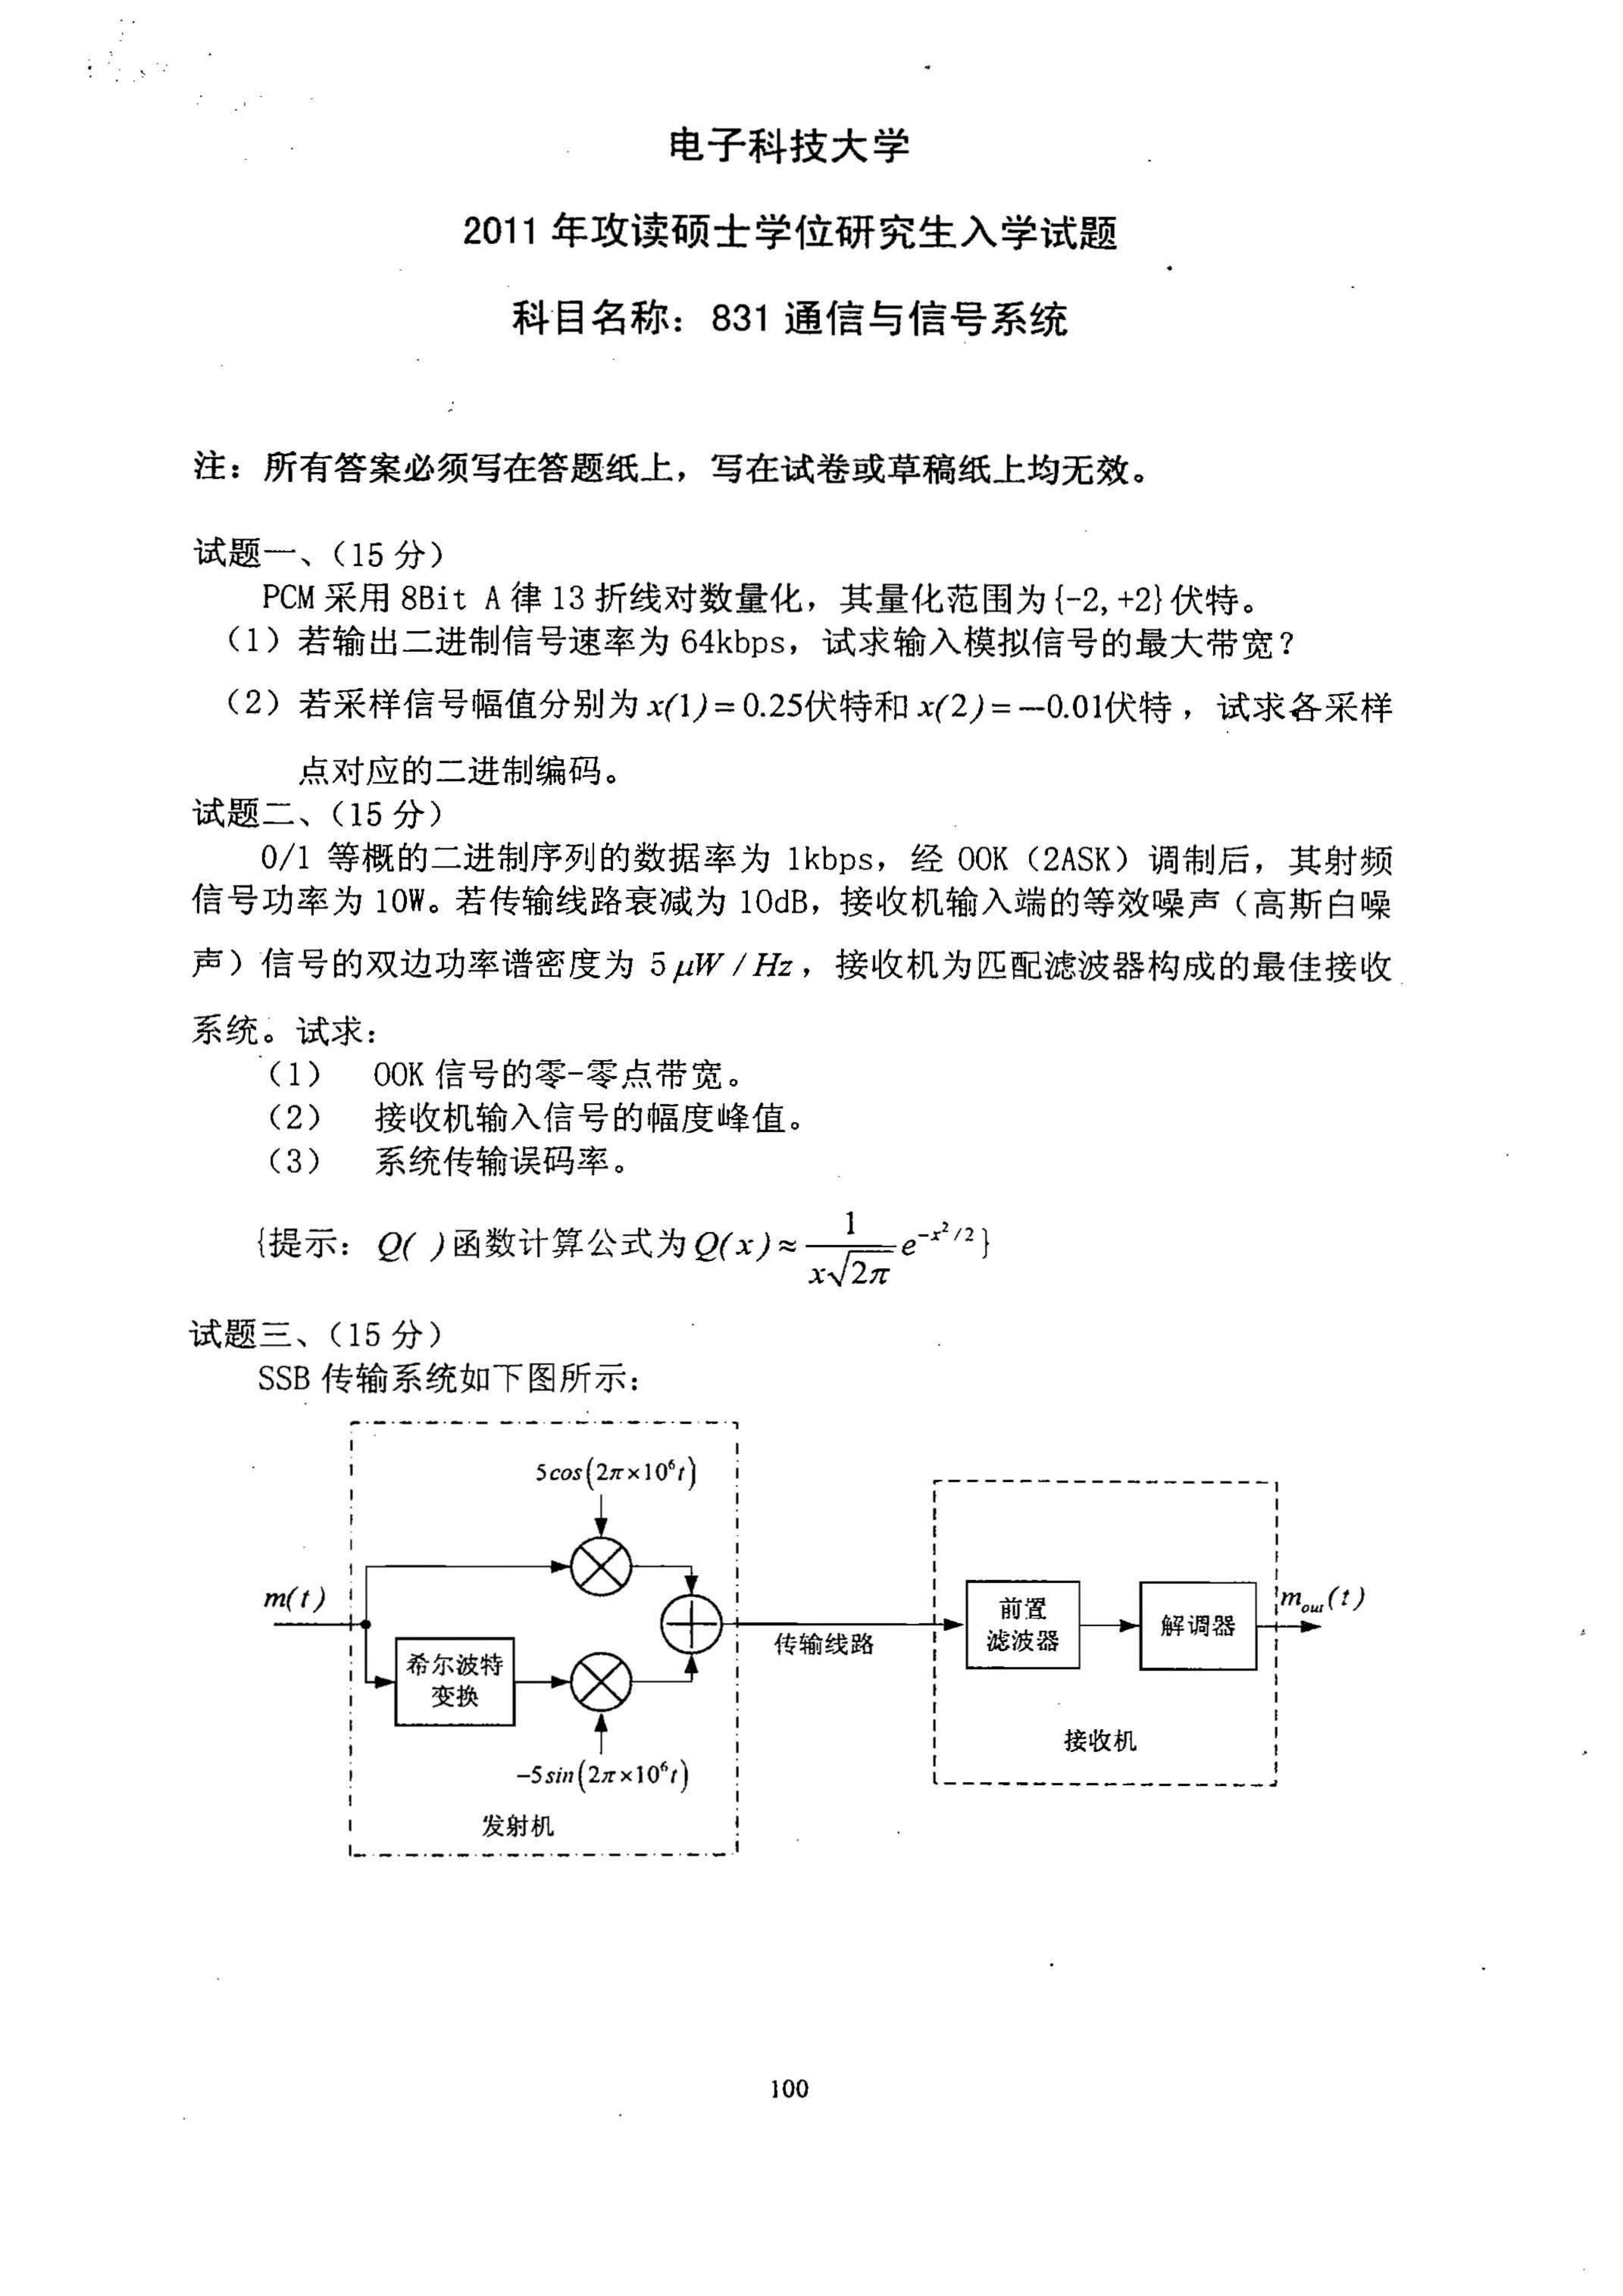 电子科技大学
2011 年攻读硕士学位研究生入学试题
科目名称：831 通信与信号系统
注：所有答案必须写在答题纸上，写在试卷或草稿纸上均无效。
试题一、（15 分）
PCM 采用 8Bit A 律 13 折线对数量化，其量化范围为{-2,+2}伏特。
（1）若输出二进制信号速率为 64kbps，试求输入模拟信号的最大带宽？
（2）若采样信号幅值分别为 x(1)=0.25伏特和 x(2)=-0.01伏特，试求各采样
点对应的二进制编码。
试题二、（15 分）
0/1 等概的二进制序列的数据率为 1kbps，经 OOK（2ASK）调制后，其射频
信号功率为 10W。若传输线路衰减为 10dB，接收机输入端的等效噪声（高斯白噪
声）信号的双边功率谱密度为 5 μW / Hz，接收机为匹配滤波器构成的最佳接收
系统。试求：
（1） OOK 信号的零-零点带宽。
（2） 接收机输入信号的幅度峰值。
（3） 系统传输误码率。
{提示：Q( )函数计算公式为 Q(x)≈ 1/(x√2π) e^{-x²/2}}
试题三、（15 分）
SSB 传输系统如下图所示：
5cos(2π×10⁶t)
m(t)
希尔波特
变换
-5sin(2π×10⁶t)
发射机
传输线路
前置
滤波器
解调器
m_out(t)
接收机
100